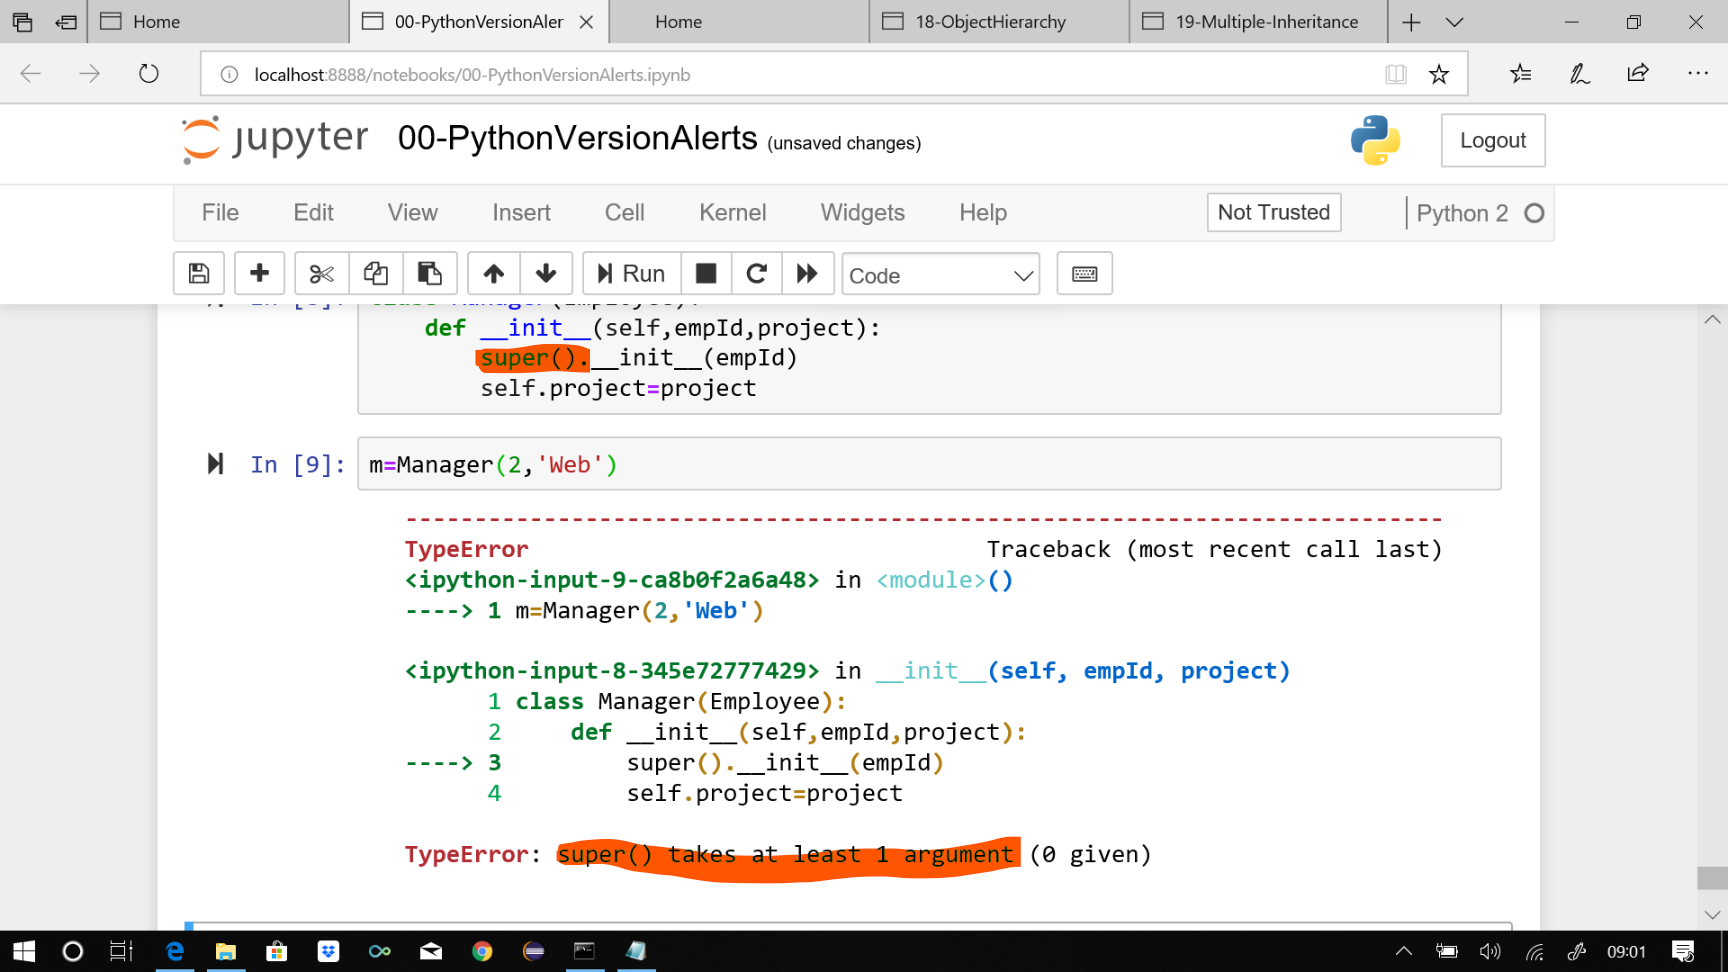 Home
00-PythonVersionAler
Home
18-ObjectHierarchy
19-Multiple-Inheritance
localhost:8888/notebooks/00-PythonVersionAlerts.ipynb
jupyter 00-PythonVersionAlerts (unsaved changes)
Logout
File Edit View Insert Cell Kernel Widgets Help
Not Trusted
Python 2
Run
Code
def __init__(self,empId,project):
super().__init__(empId)
self.project=project
In [9]: m=Manager(2,'Web')
---------------------------------------------------------------------------
TypeError Traceback (most recent call last)
<ipython-input-9-ca8b0f2a6a48> in <module>()
----> 1 m=Manager(2,'Web')
<ipython-input-8-345e72777429> in __init__(self, empId, project)
1 class Manager(Employee):
2 def __init__(self,empId,project):
----> 3 super().__init__(empId)
4 self.project=project
TypeError: super() takes at least 1 argument (0 given)
09:01